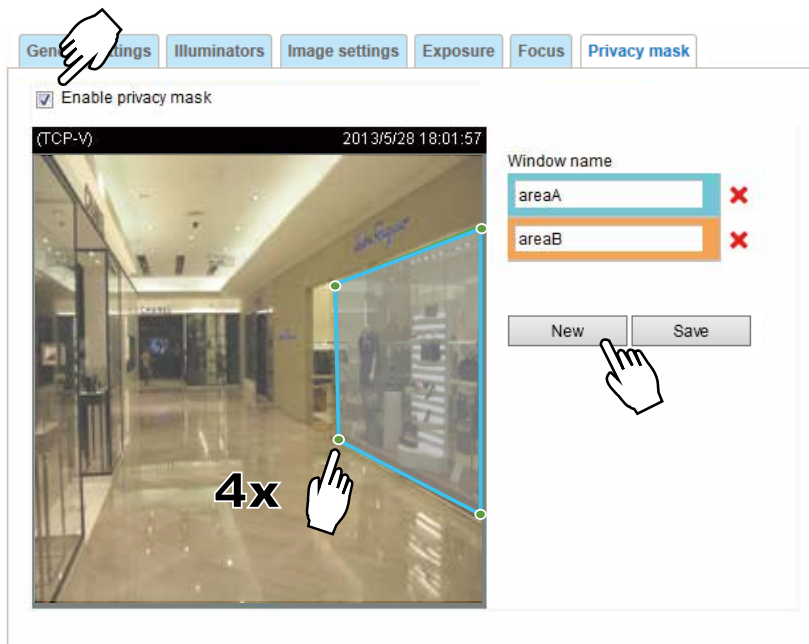 Illuminators Image settings Exposure Focus Privacy mask
Enable privacy mask
(TCP-V) 2013/5/28 18:01:57
Window name
areaA
areaB
New Save
CHANEL
4x